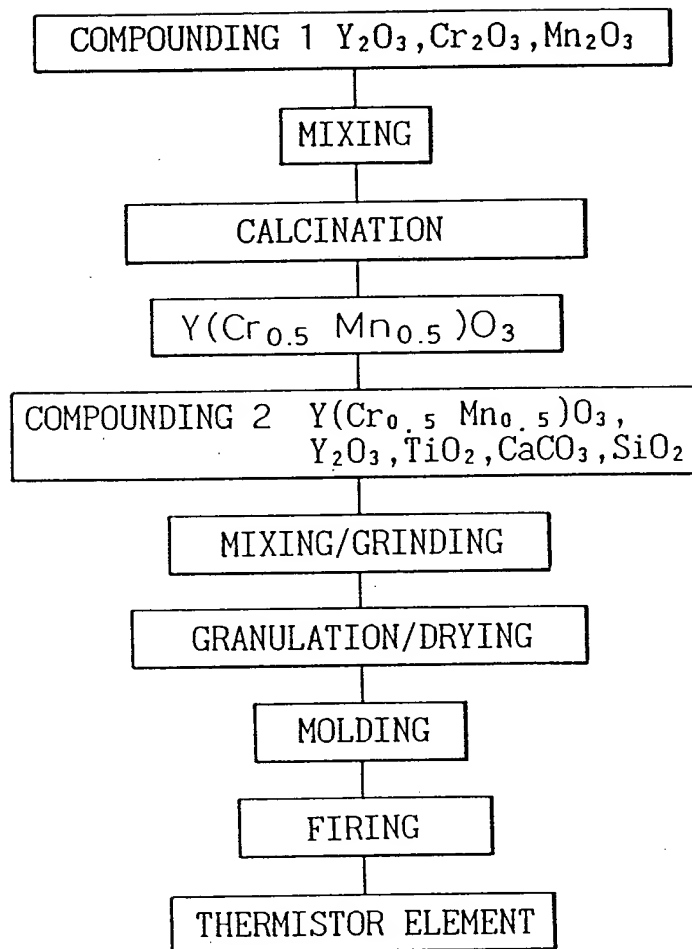 COMPOUNDING 1 Y₂O₃,Cr₂O₃,Mn₂O₃
MIXING
CALCINATION
Y(Cr₀.₅ Mn₀.₅)O₃
COMPOUNDING 2 Y(Cr₀.₅ Mn₀.₅)O₃,
Y₂O₃,TiO₂,CaCO₃,SiO₂
MIXING/GRINDING
GRANULATION/DRYING
MOLDING
FIRING
THERMISTOR ELEMENT